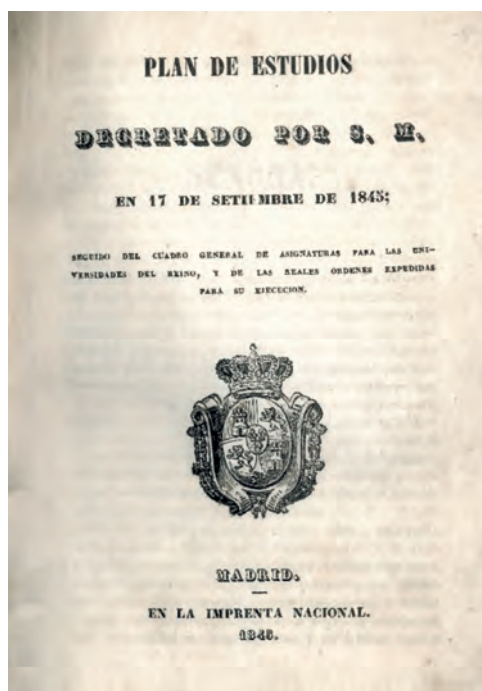 PLAN DE ESTUDIOS
DECRETADO POR S. M.
EN 17 DE SETIEMBRE DE 1845;
SEGUIDO DEL CUADRO GENERAL DE ASIGNATURAS PARA LAS UNI-
VERSIDADES DEL REINO, Y DE LAS REALES ORDENES EXPEDIDAS
PARA SU EJECUCION.
MADRID.
EN LA IMPRENTA NACIONAL.
1845.